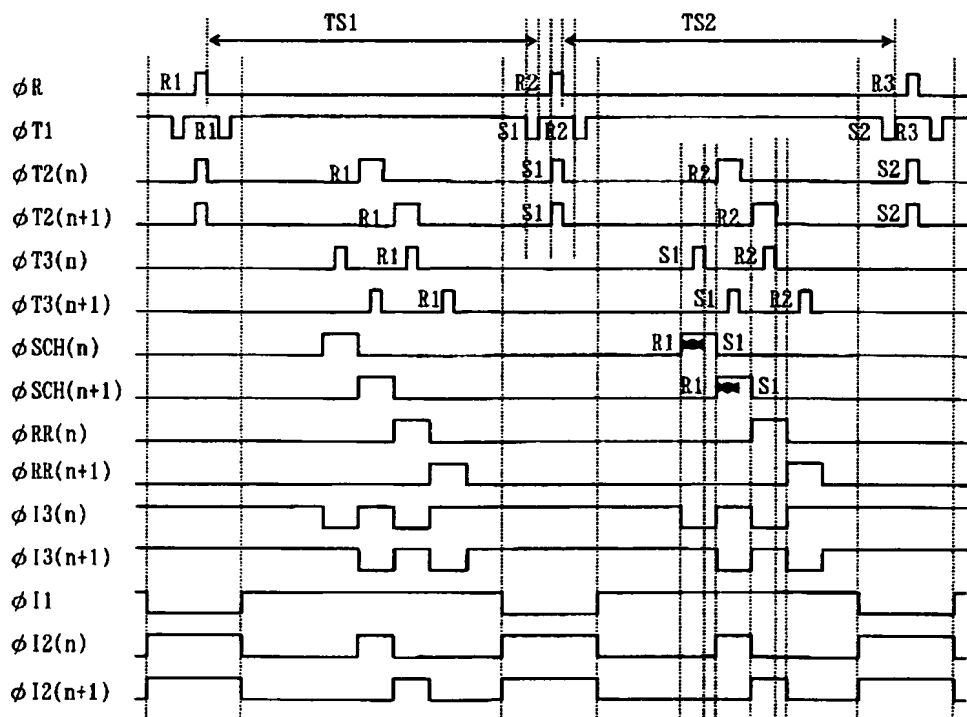 TS1 TS2
φR R1 R2 R3
φT1 R1 S1 R2 S2 R3
φT2(n) R1 S1 R2 S2
φT2(n+1) R1 S1 R2 S2
φT3(n) R1 S1 R2
φT3(n+1) R1 S1 R2
φSCH(n) R1 S1
φSCH(n+1) R1 S1
φRR(n)
φRR(n+1)
φI3(n)
φI3(n+1)
φI1
φI2(n)
φI2(n+1)